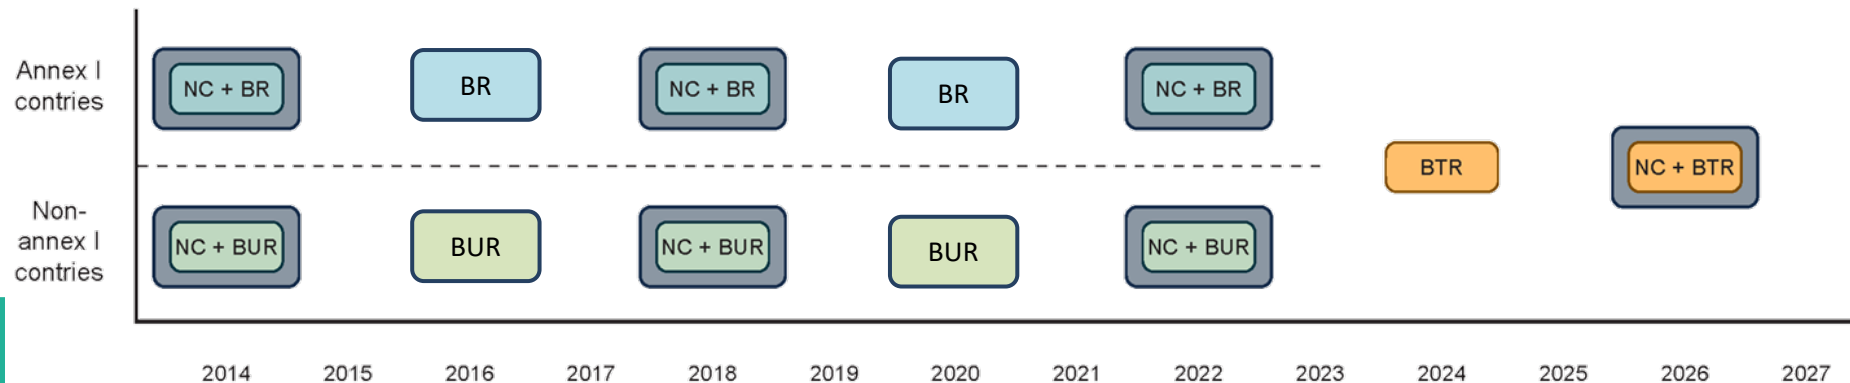 Annex I
contries
NC + BR
BR
NC + BR
BR
NC + BR
BTR
NC + BTR
Non-
annex I
contries
NC + BUR
BUR
NC + BUR
BUR
NC + BUR
2014 2015 2016 2017 2018 2019 2020 2021 2022 2023 2024 2025 2026 2027